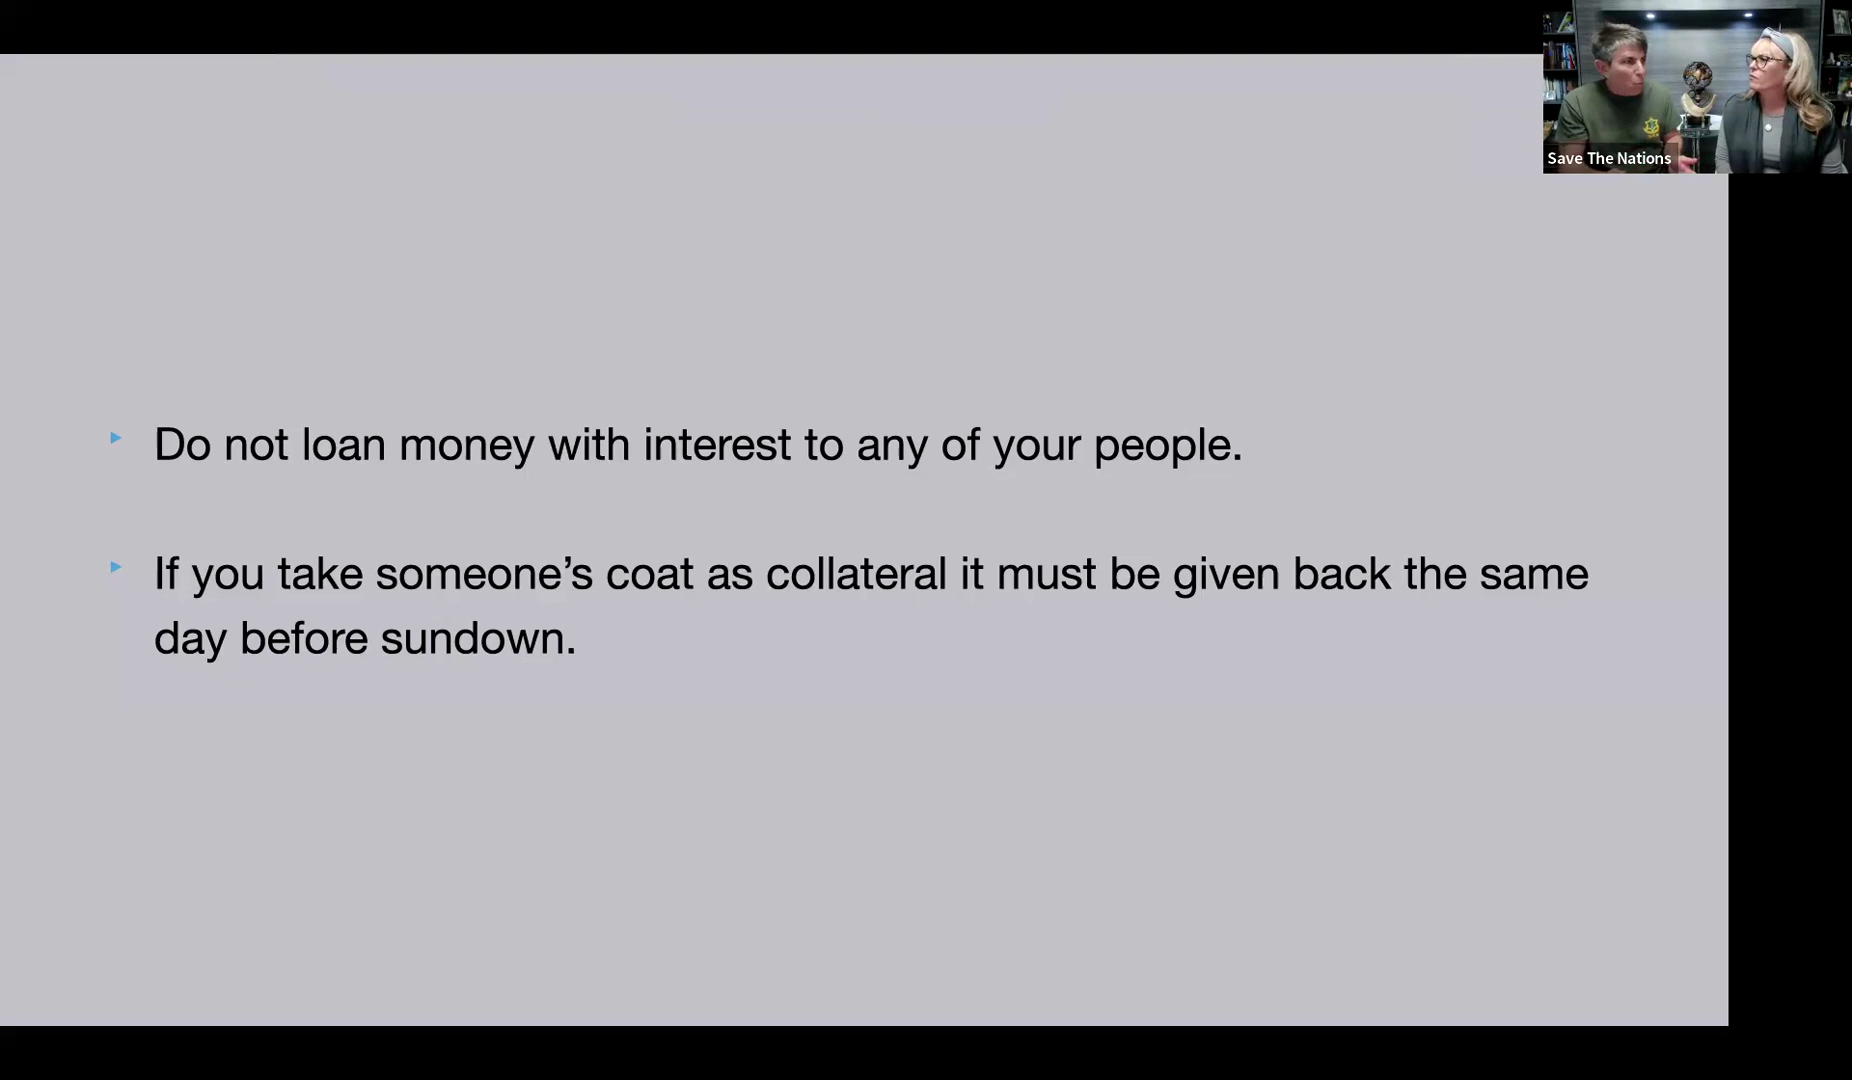 Save The Nations
Do not loan money with interest to any of your people.
If you take someone’s coat as collateral it must be given back the same
day before sundown.